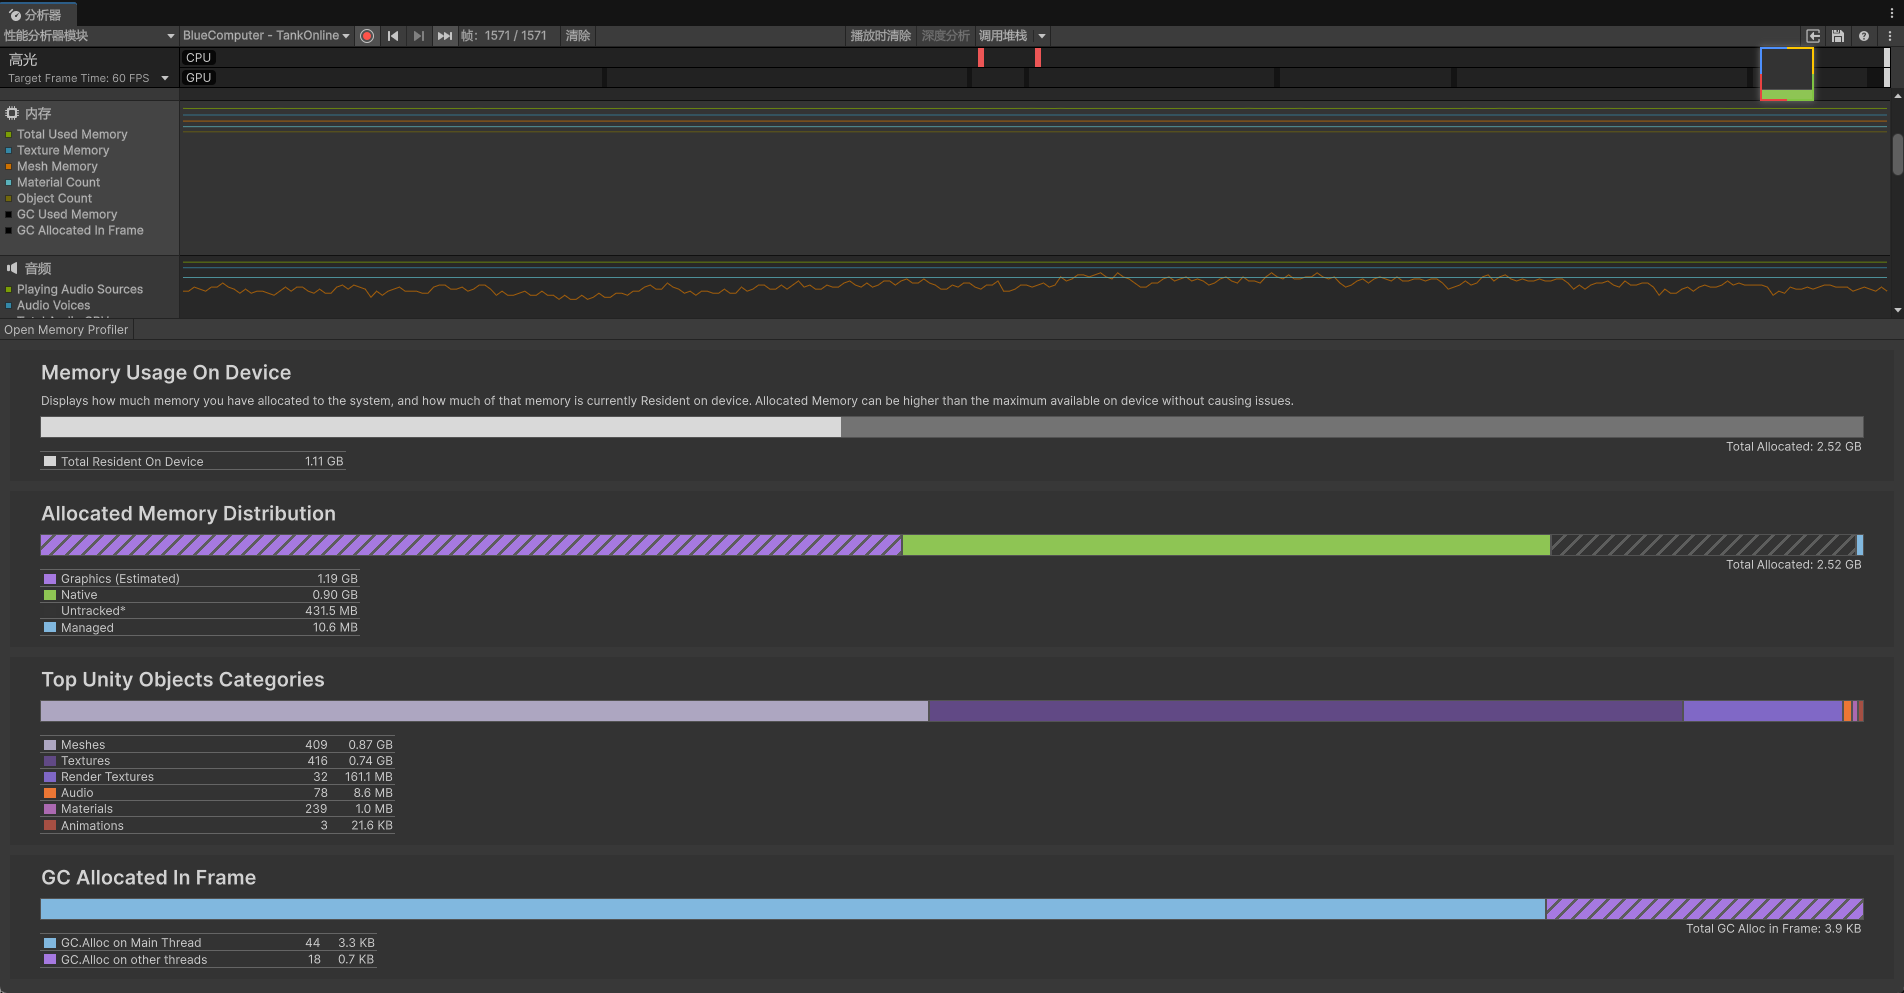 分析器
性能分析器模块
BlueComputer - TankOnline
帧: 1571 / 1571
清除
播放时清除
深度分析
调用堆栈
高光
Target Frame Time: 60 FPS
CPU
GPU
内存
Total Used Memory
Texture Memory
Mesh Memory
Material Count
Object Count
GC Used Memory
GC Allocated In Frame
音频
Playing Audio Sources
Audio Voices
Open Memory Profiler
Memory Usage On Device
Displays how much memory you have allocated to the system, and how much of that memory is currently Resident on device. Allocated Memory can be higher than the maximum available on device without causing issues.
Total Allocated: 2.52 GB
Total Resident On Device 1.11 GB
Allocated Memory Distribution
Total Allocated: 2.52 GB
Graphics (Estimated) 1.19 GB
Native 0.90 GB
Untracked* 431.5 MB
Managed 10.6 MB
Top Unity Objects Categories
Meshes 409 0.87 GB
Textures 416 0.74 GB
Render Textures 32 161.1 MB
Audio 78 8.6 MB
Materials 239 1.0 MB
Animations 3 21.6 KB
GC Allocated In Frame
Total GC Alloc in Frame: 3.9 KB
GC.Alloc on Main Thread 44 3.3 KB
GC.Alloc on other threads 18 0.7 KB